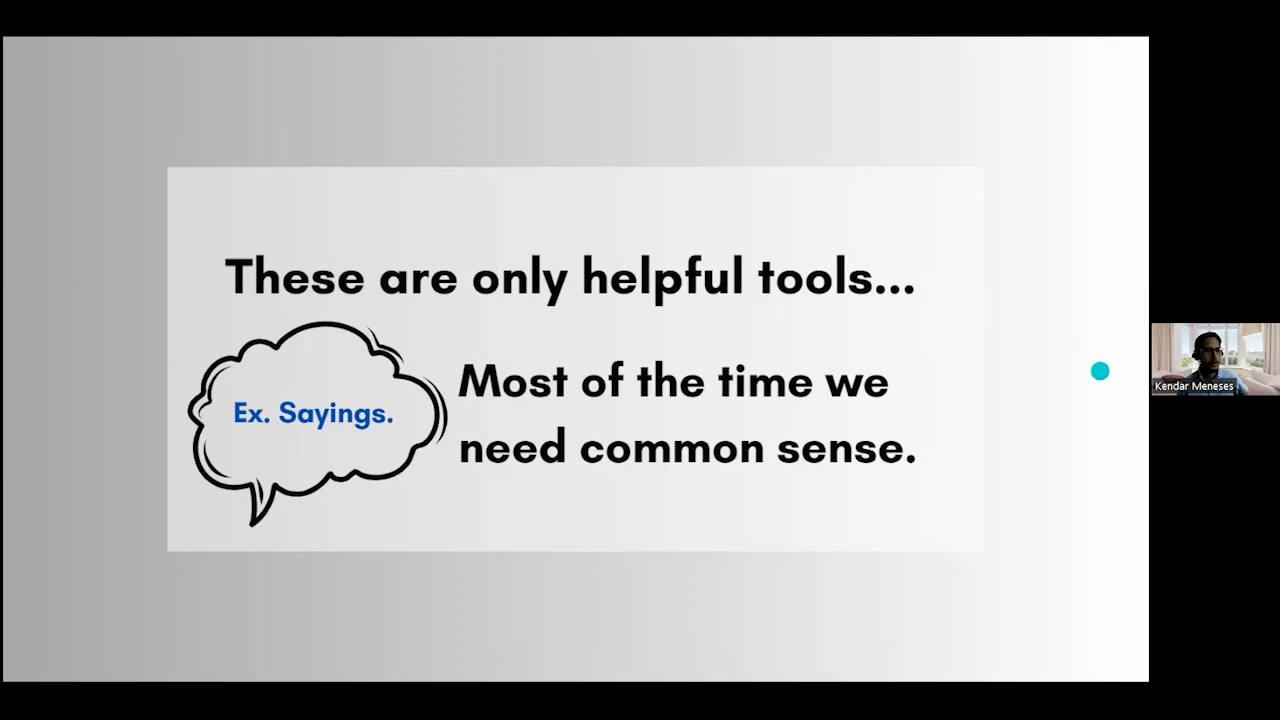 These are only helpful tools...
Ex. Sayings.
Most of the time we
need common sense.
Kendar Meneses